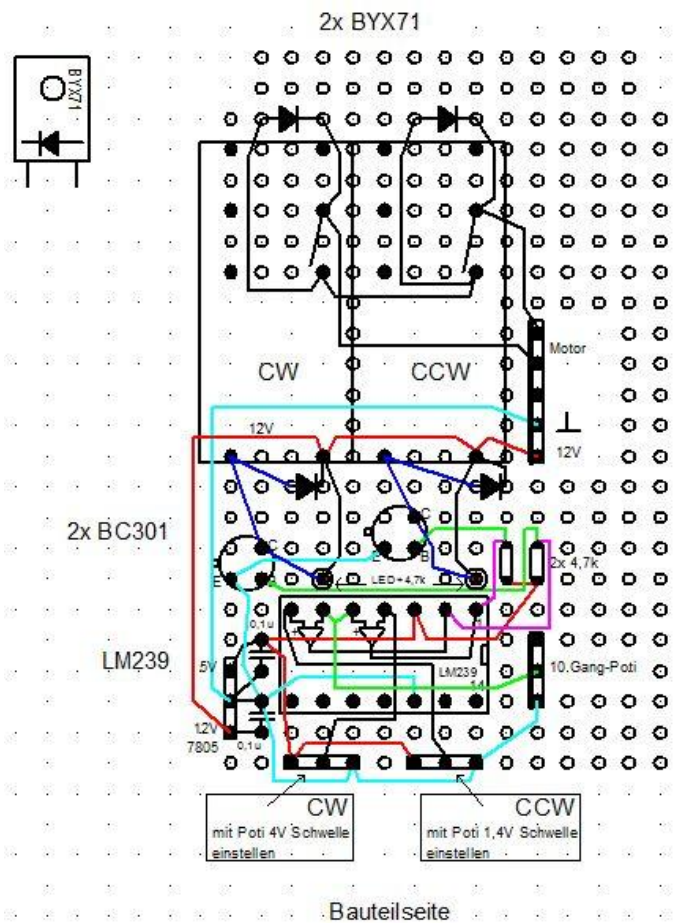 2x BYX71
BYX71
Motor
CW
CCW
12V
12V
2x BC301
C
E
B
C
E
B
LED+4,7k
2x 4,7k
0,1u
LM239
LM239
1
14
5V
10.Gang-Poti
12V
7805
0,1u
CW
mit Poti 4V Schwelle
einstellen
CCW
mit Poti 1,4V Schwelle
einstellen
Bauteilseite